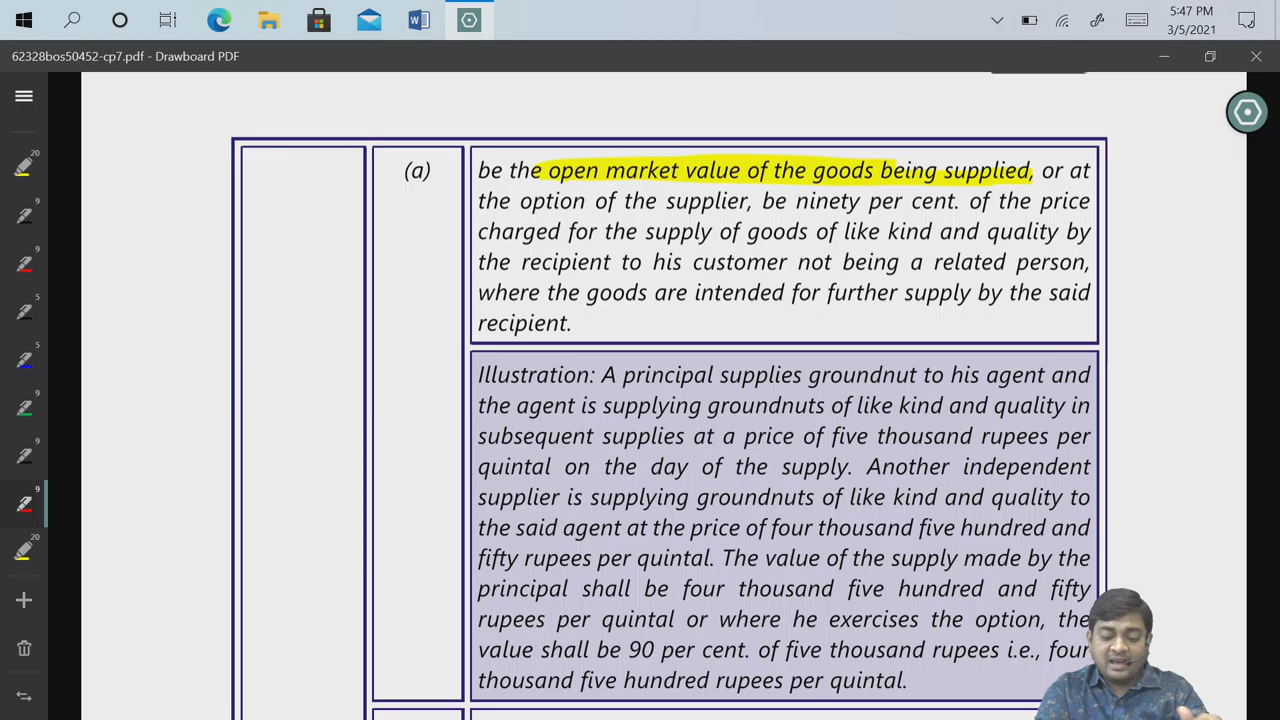 5:47 PM
3/5/2021
62328bos50452-cp7.pdf - Drawboard PDF
20
9
9
5
5
9
9
9
20
(a)
be the open market value of the goods being supplied, or at
the option of the supplier, be ninety per cent. of the price
charged for the supply of goods of like kind and quality by
the recipient to his customer not being a related person,
where the goods are intended for further supply by the said
recipient.
Illustration: A principal supplies groundnut to his agent and
the agent is supplying groundnuts of like kind and quality in
subsequent supplies at a price of five thousand rupees per
quintal on the day of the supply. Another independent
supplier is supplying groundnuts of like kind and quality to
the said agent at the price of four thousand five hundred and
fifty rupees per quintal. The value of the supply made by the
principal shall be four thousand five hundred and fifty
rupees per quintal or where he exercises the option, the
value shall be 90 per cent. of five thousand rupees i.e., four
thousand five hundred rupees per quintal.